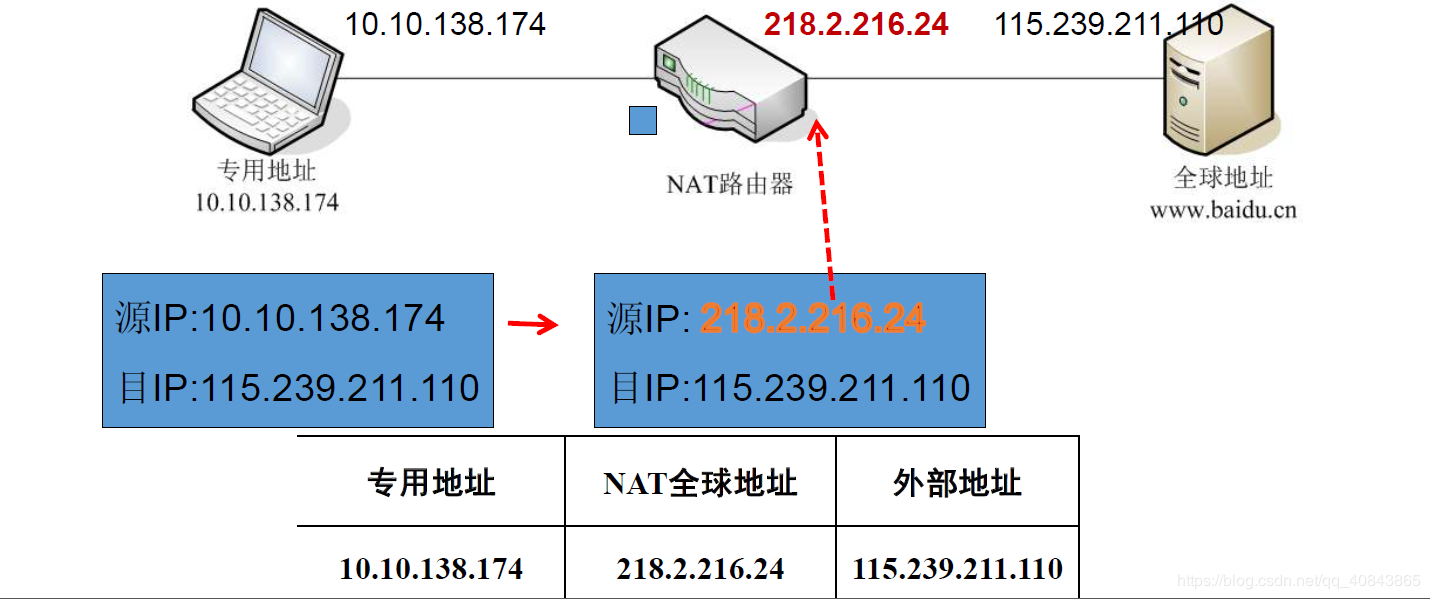 10.10.138.174
218.2.216.24
115.239.211.110
专用地址
10.10.138.174
NAT路由器
全球地址
www.baidu.cn
源IP:10.10.138.174
目IP:115.239.211.110
源IP: 218.2.216.24
目IP:115.239.211.110
专用地址 NAT全球地址 外部地址
10.10.138.174 218.2.216.24 115.239.211.110
https://blog.csdn.net/qq_40843865